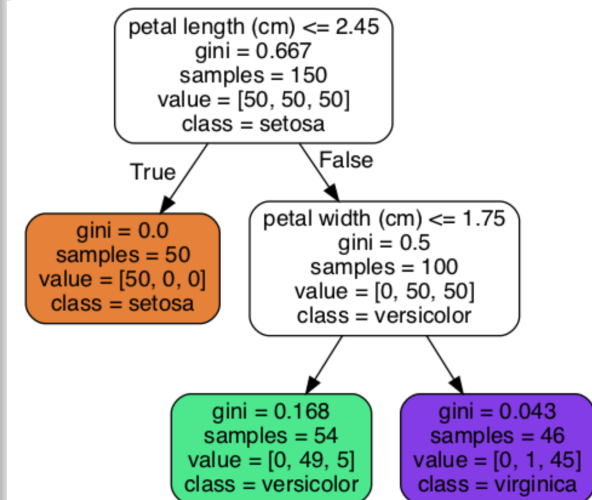 petal length (cm) <= 2.45
gini = 0.667
samples = 150
value = [50, 50, 50]
class = setosa
True
False
gini = 0.0
samples = 50
value = [50, 0, 0]
class = setosa
petal width (cm) <= 1.75
gini = 0.5
samples = 100
value = [0, 50, 50]
class = versicolor
gini = 0.168
samples = 54
value = [0, 49, 5]
class = versicolor
gini = 0.043
samples = 46
value = [0, 1, 45]
class = virginica